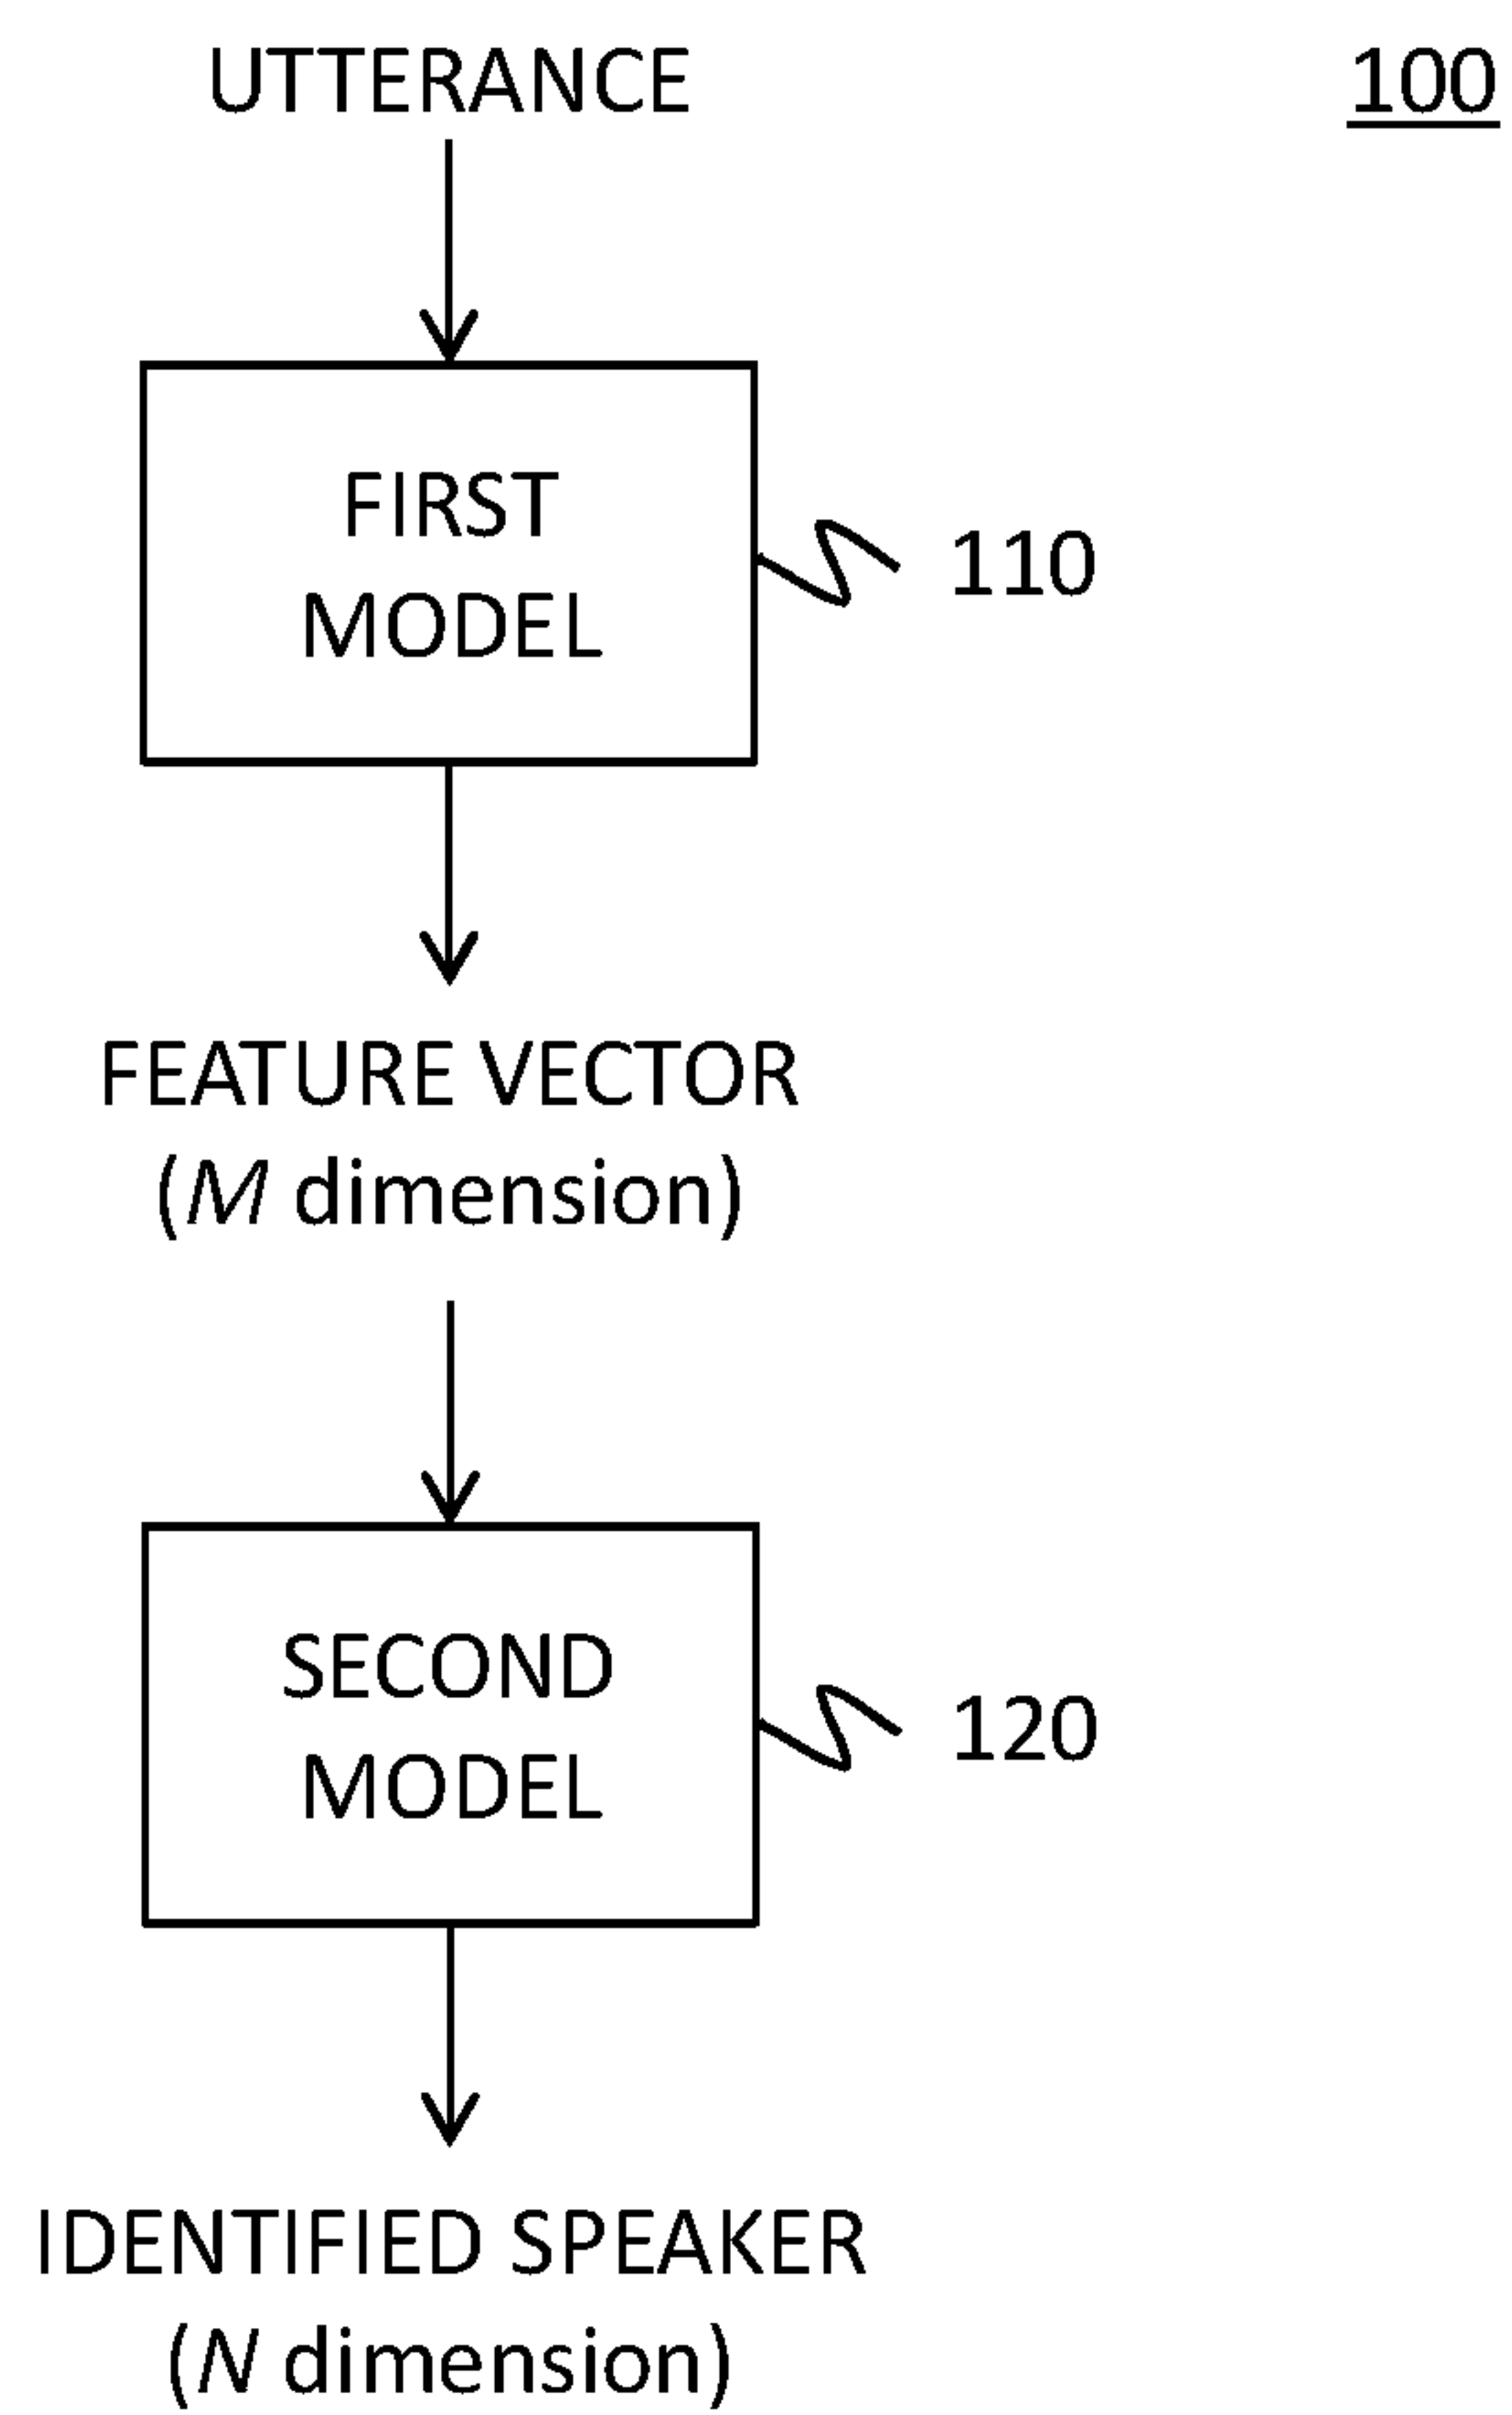 UTTERANCE
100
FIRST
MODEL
110
FEATURE VECTOR
(M dimension)
SECOND
MODEL
120
IDENTIFIED SPEAKER
(N dimension)